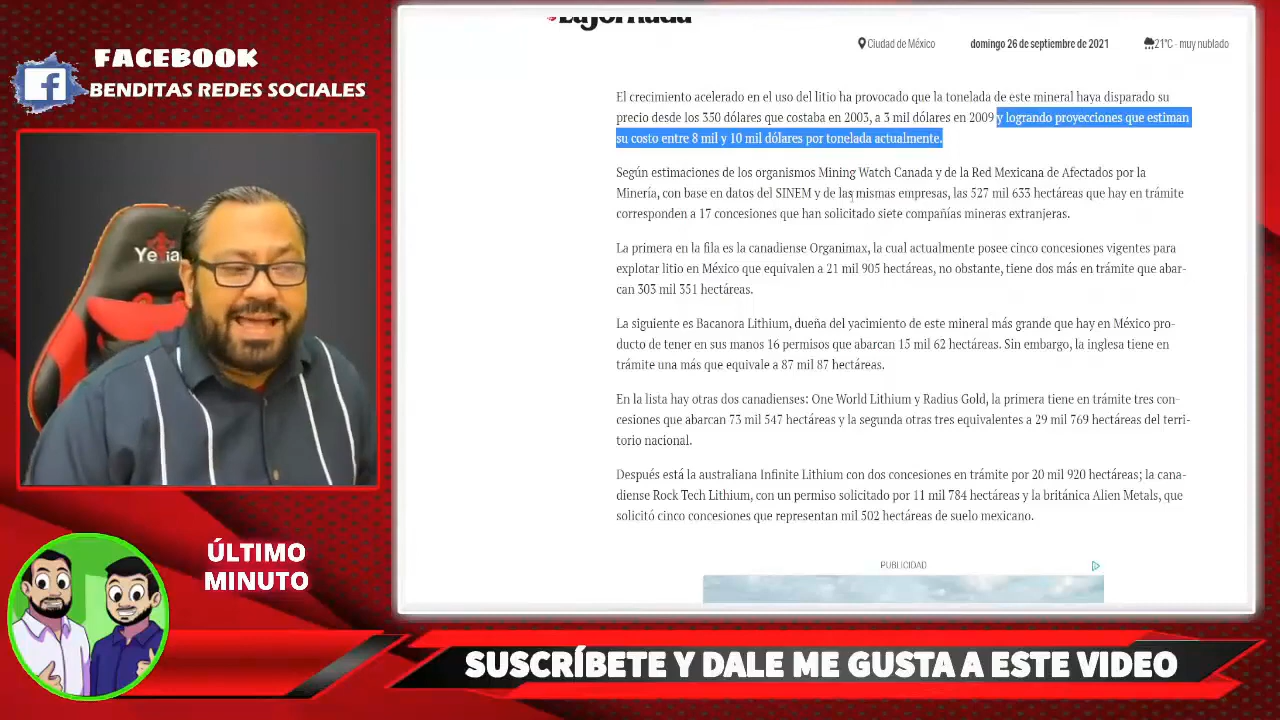 FACEBOOK
BENDITAS REDES SOCIALES
Yeyian
ÚLTIMO
MINUTO
La Jornada
Ciudad de México
domingo 26 de septiembre de 2021
21°C - muy nublado
El crecimiento acelerado en el uso del litio ha provocado que la tonelada de este mineral haya disparado su
precio desde los 350 dólares que costaba en 2003, a 3 mil dólares en 2009 y logrando proyecciones que estiman
su costo entre 8 mil y 10 mil dólares por tonelada actualmente.
Según estimaciones de los organismos Mining Watch Canada y de la Red Mexicana de Afectados por la
Minería, con base en datos del SINEM y de las mismas empresas, las 527 mil 633 hectáreas que hay en trámite
corresponden a 17 concesiones que han solicitado siete compañías mineras extranjeras.
La primera en la fila es la canadiense Organimax, la cual actualmente posee cinco concesiones vigentes para
explotar litio en México que equivalen a 21 mil 905 hectáreas, no obstante, tiene dos más en trámite que abar-
can 303 mil 351 hectáreas.
La siguiente es Bacanora Lithium, dueña del yacimiento de este mineral más grande que hay en México pro-
ducto de tener en sus manos 16 permisos que abarcan 15 mil 62 hectáreas. Sin embargo, la inglesa tiene en
trámite una más que equivale a 87 mil 87 hectáreas.
En la lista hay otras dos canadienses: One World Lithium y Radius Gold, la primera tiene en trámite tres con-
cesiones que abarcan 73 mil 547 hectáreas y la segunda otras tres equivalentes a 29 mil 769 hectáreas del terri-
torio nacional.
Después está la australiana Infinite Lithium con dos concesiones en trámite por 20 mil 920 hectáreas; la cana-
diense Rock Tech Lithium, con un permiso solicitado por 11 mil 784 hectáreas y la británica Alien Metals, que
solicitó cinco concesiones que representan mil 502 hectáreas de suelo mexicano.
PUBLICIDAD
SUSCRÍBETE Y DALE ME GUSTA A ESTE VIDEO